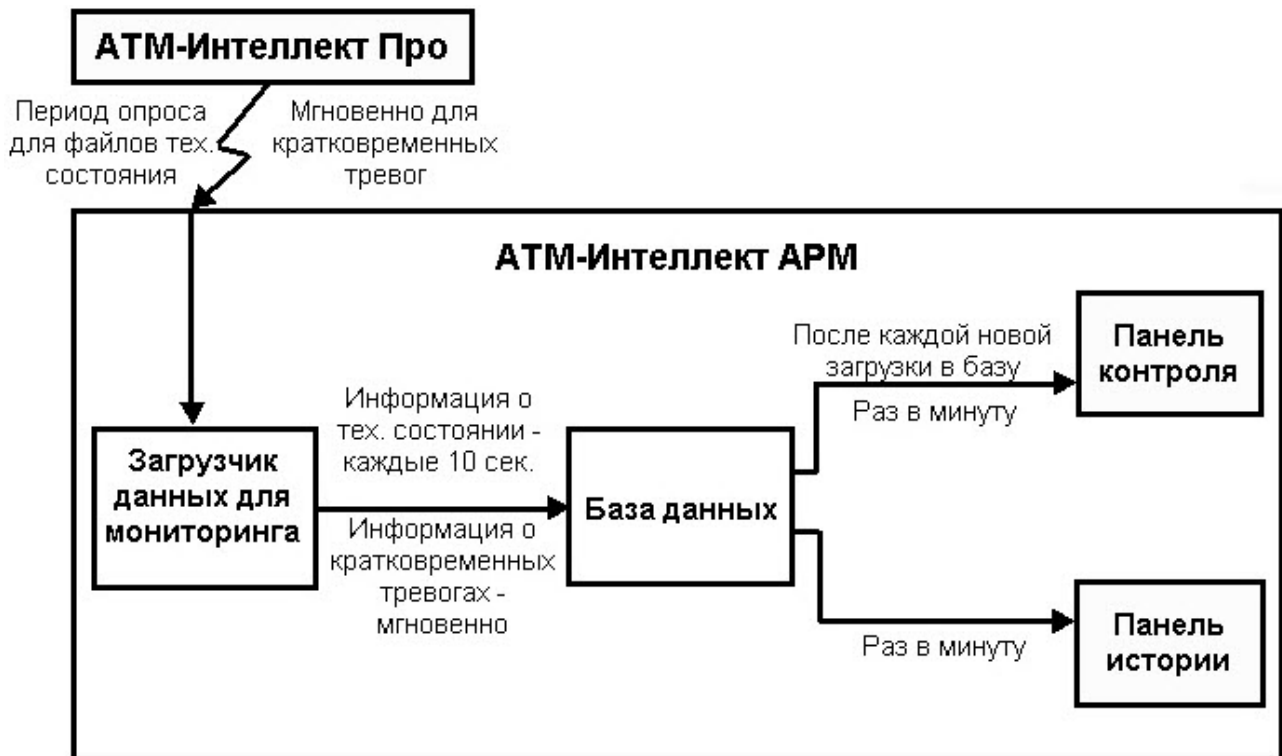 АТМ-Интеллект Про
Период опроса
для файлов тех.
состояния
Мгновенно для
кратковременных
тревог
АТМ-Интеллект АРМ
Загрузчик
данных для
мониторинга
Информация о
тех. состоянии -
каждые 10 сек.
Информация о
кратковременных
тревогах -
мгновенно
База данных
После каждой новой
загрузки в базу
Раз в минуту
Панель
контроля
Раз в минуту
Панель
истории